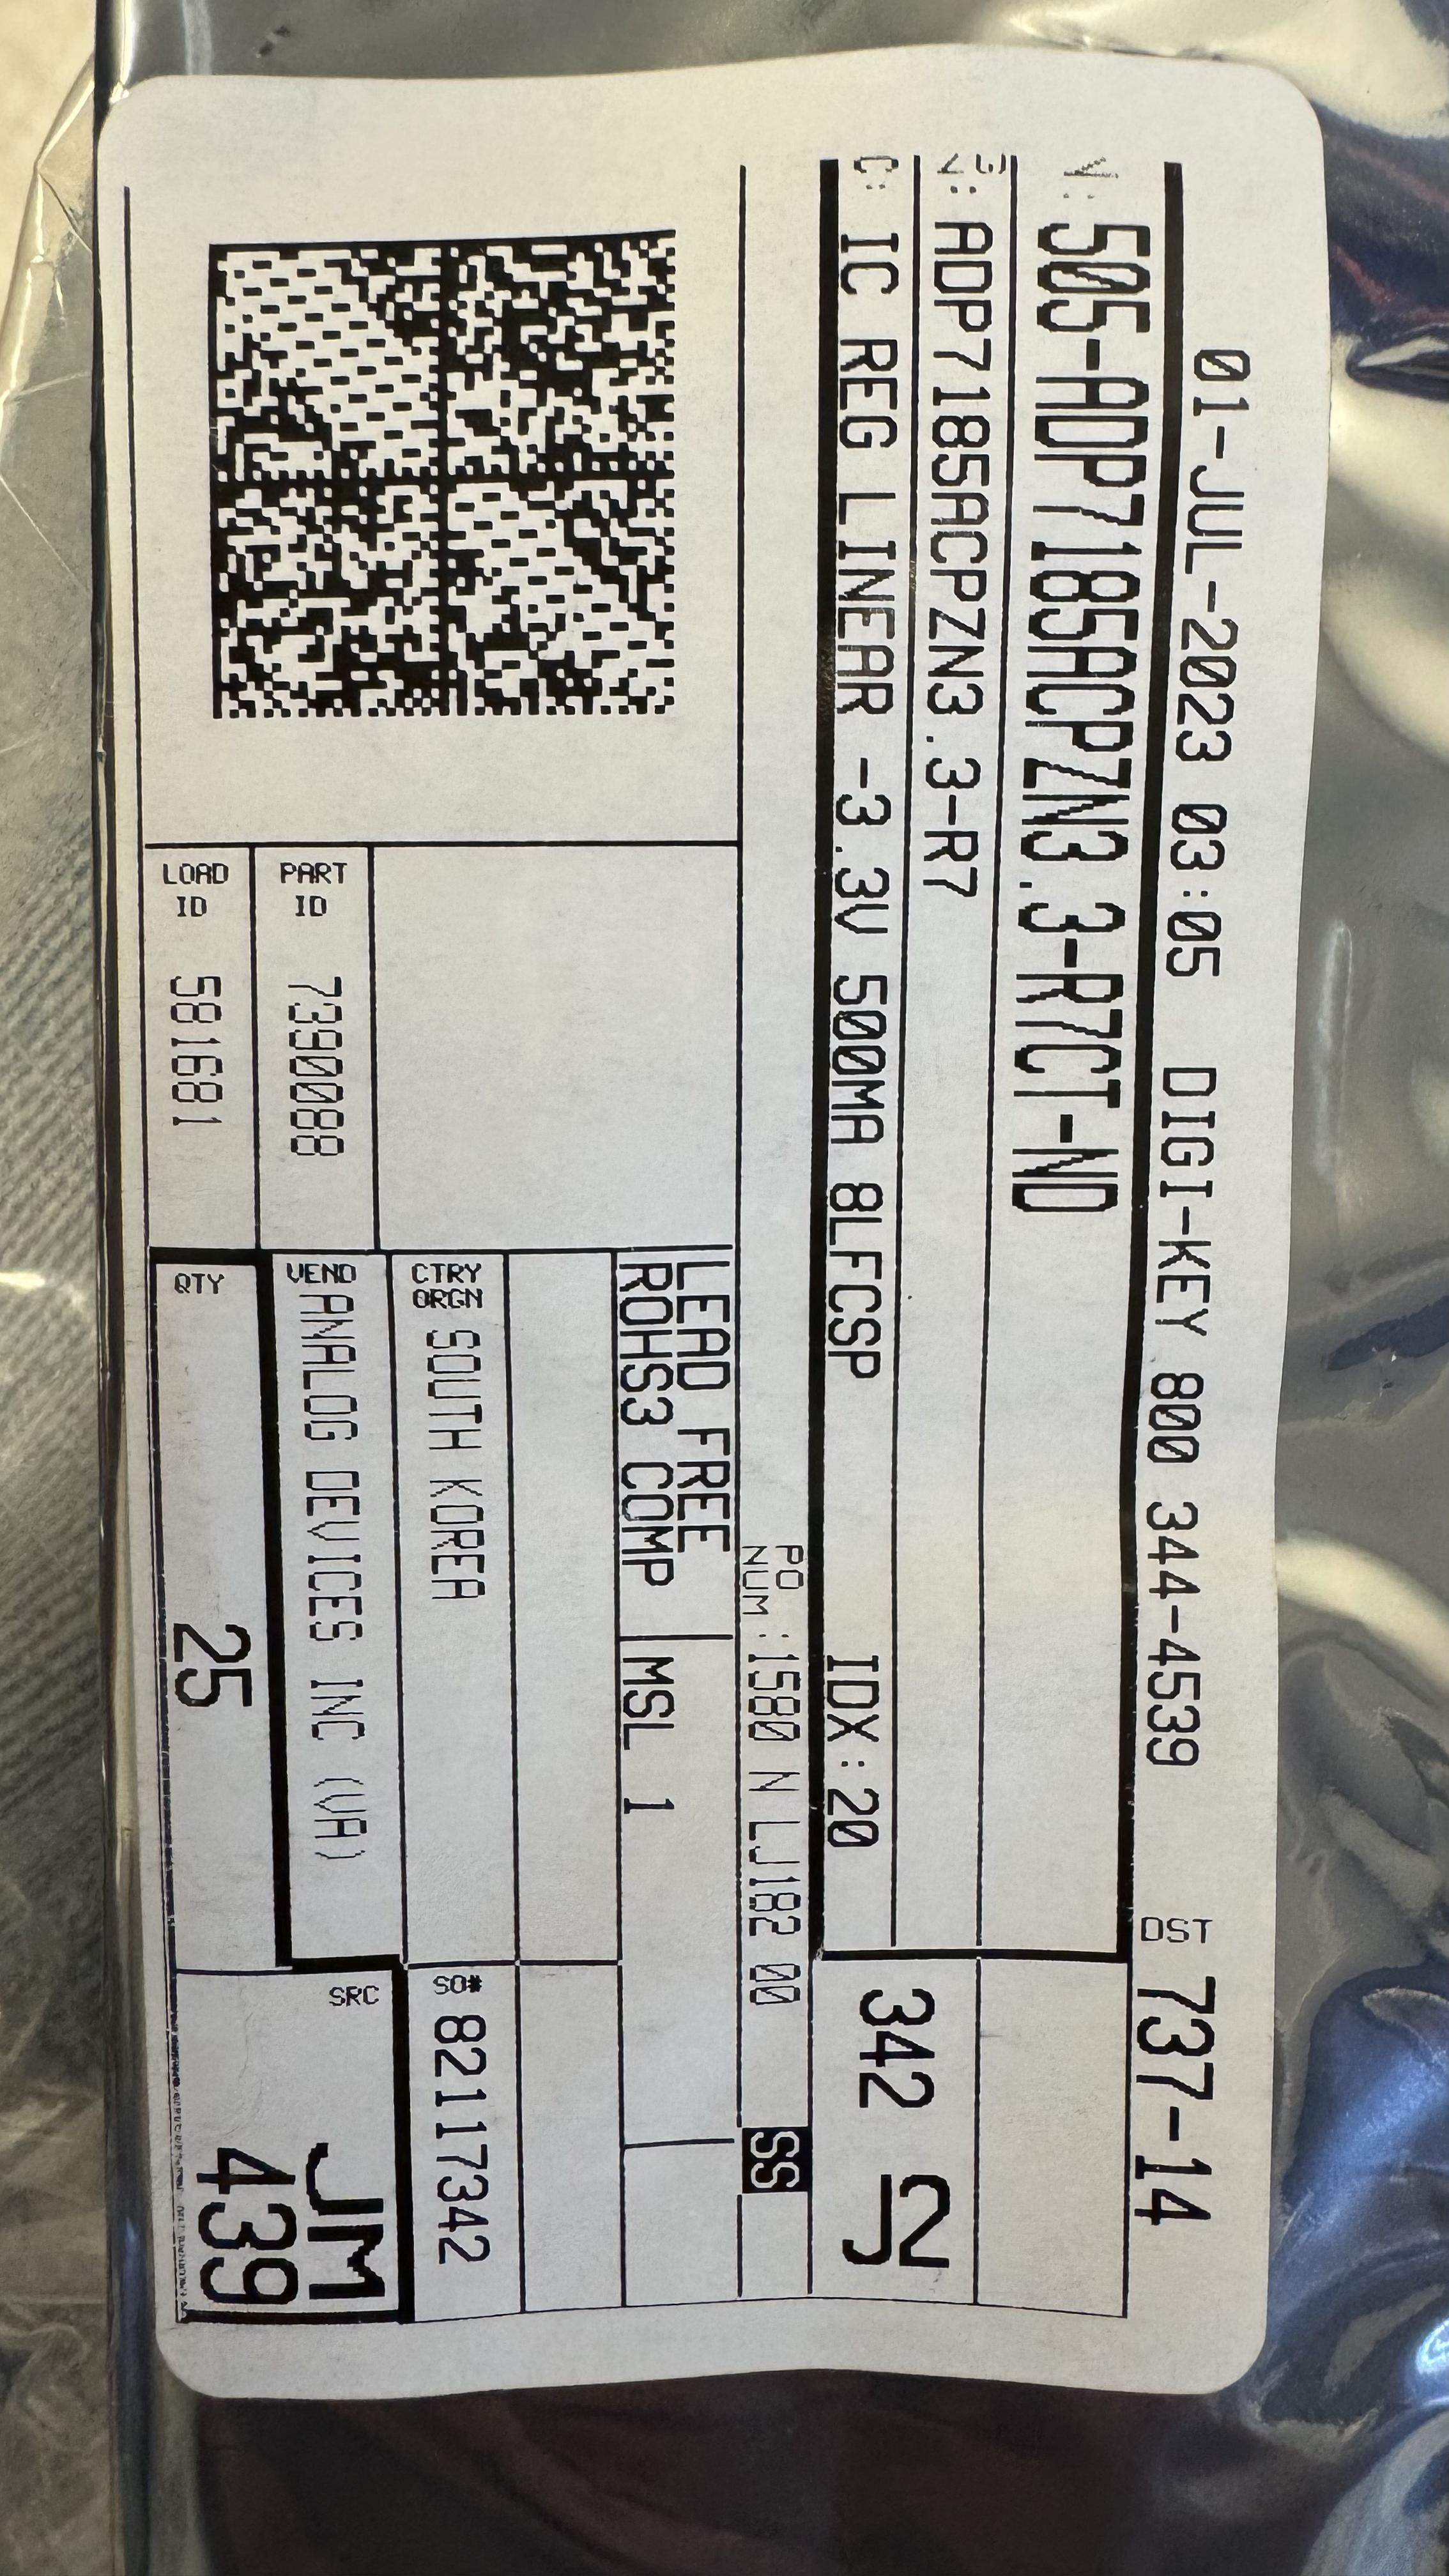 01-JUL-2023 03:05 DIGI-KEY 800 344-4539 DST 737-14
505-ADP7185ACPZN3.3-R7CT-ND
ADP7185ACPZN3.3-R7
C: IC REG LINEAR -3.3V 500MA 8LFCSP IDX:20
342 2J
PO NUM :1580 N LJ182 00 SS
LEAD FREE
ROHS3 COMP MSL 1
CTRY ORGN SOUTH KOREA
SO# 82117342
PART ID 7390088
VEND ANALOG DEVICES INC (VA)
LOAD ID 581681
QTY 25
SRC JM
439